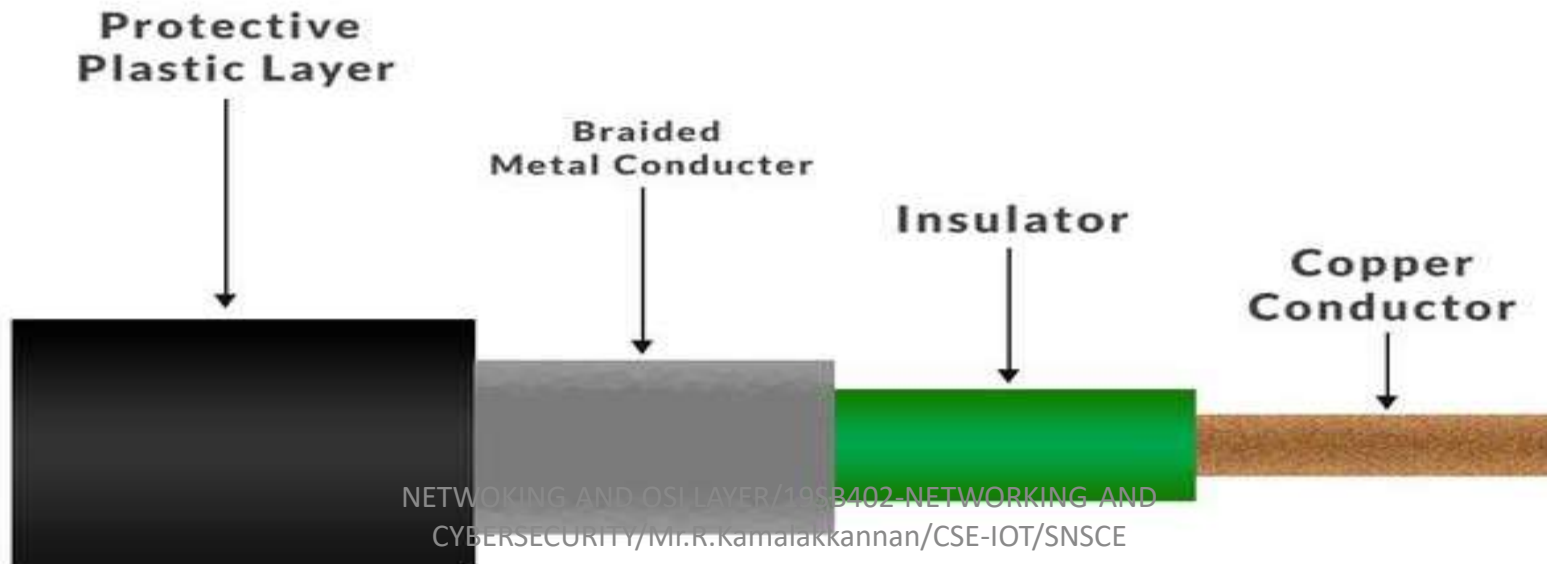 Protective
Plastic Layer
Braided
Metal Conducter
Insulator
Copper
Conductor
NETWOKING AND OSI LAYER/19SB402-NETWORKING AND
CYBERSECURITY/Mr.R.Kamalakkannan/CSE-IOT/SNSCE